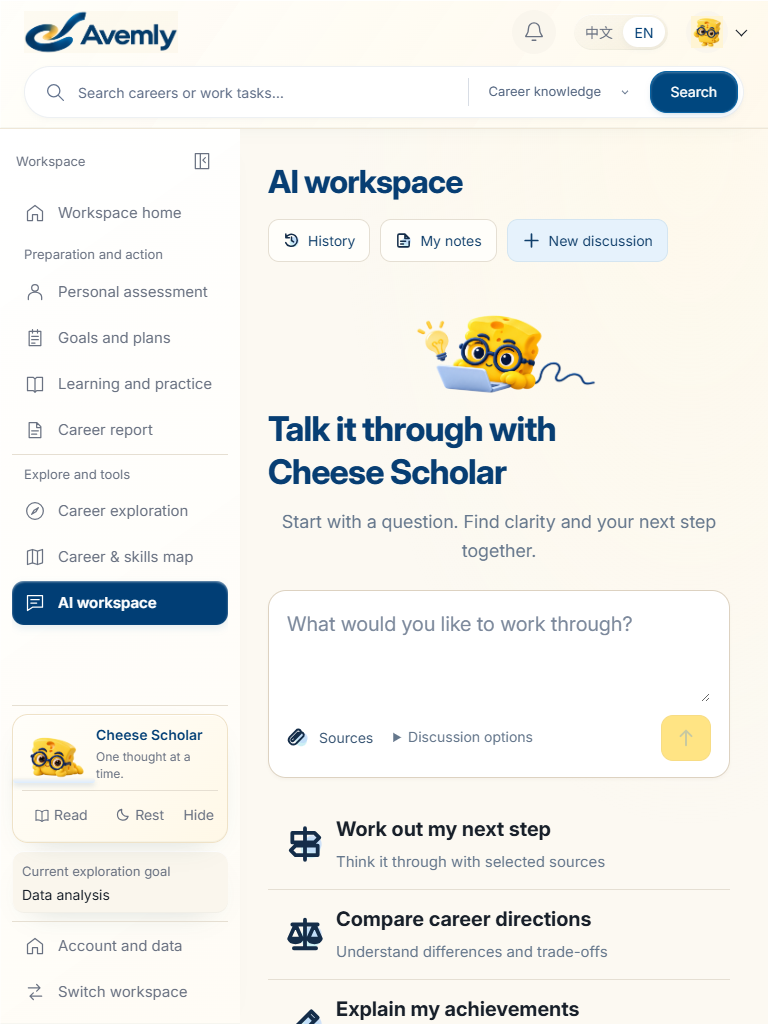 Avemly
中文
EN
Search careers or work tasks...
Career knowledge
Search
Workspace
Workspace home
Preparation and action
Personal assessment
Goals and plans
Learning and practice
Career report
Explore and tools
Career exploration
Career & skills map
AI workspace
Cheese Scholar
One thought at a
time.
Read
Rest
Hide
Current exploration goal
Data analysis
Account and data
Switch workspace
AI workspace
History
My notes
New discussion
Talk it through with
Cheese Scholar
Start with a question. Find clarity and your next step
together.
What would you like to work through?
Sources
Discussion options
Work out my next step
Think it through with selected sources
Compare career directions
Understand differences and trade-offs
Explain my achievements